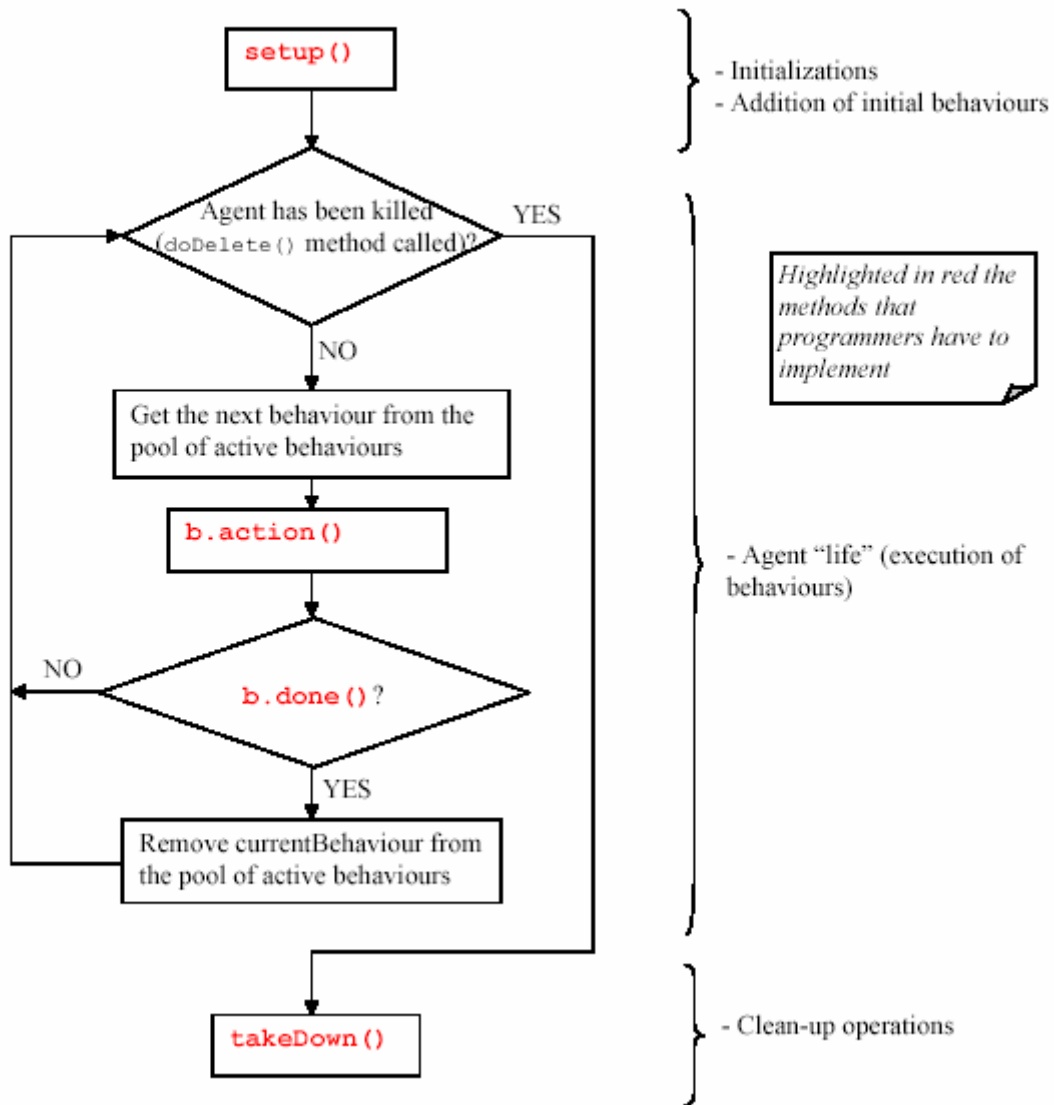 setup()
- Initializations
- Addition of initial behaviours
Agent has been killed
(doDelete() method called)?
YES
NO
Highlighted in red the
methods that
programmers have to
implement
Get the next behaviour from the
pool of active behaviours
b.action()
- Agent “life” (execution of
behaviours)
NO
b.done()?
YES
Remove currentBehaviour from
the pool of active behaviours
takeDown()
- Clean-up operations